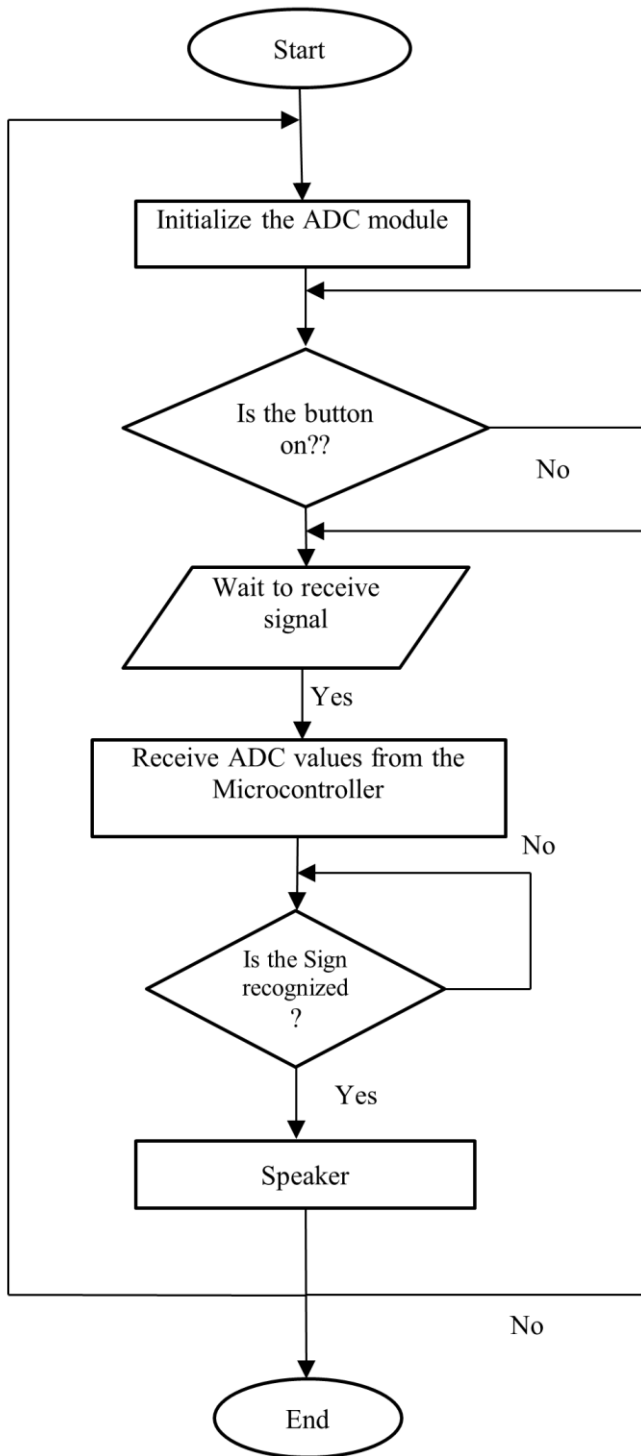 Start
Initialize the ADC module
Is the button
on??
No
Wait to receive
signal
Yes
Receive ADC values from the
Microcontroller
No
Is the Sign
recognized
?
Yes
Speaker
No
End